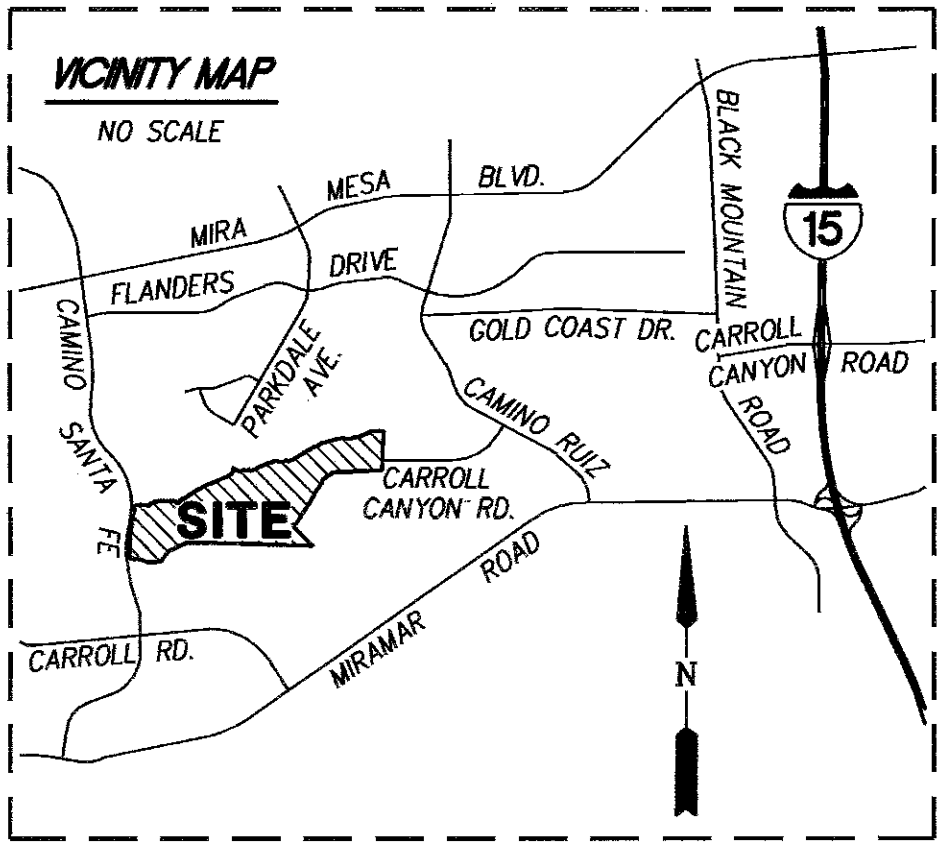 VICINITY MAP
NO SCALE
MIRA MESA BLVD.
FLANDERS DRIVE
BLACK MOUNTAIN ROAD
15
CAMINO SANTA FE
PARKDALE
AVE.
GOLD COAST DR.
CARROLL
CANYON ROAD
CAMINO RUIZ
CARROLL
CANYON RD.
SITE
MIRAMAR ROAD
CARROLL RD.
N